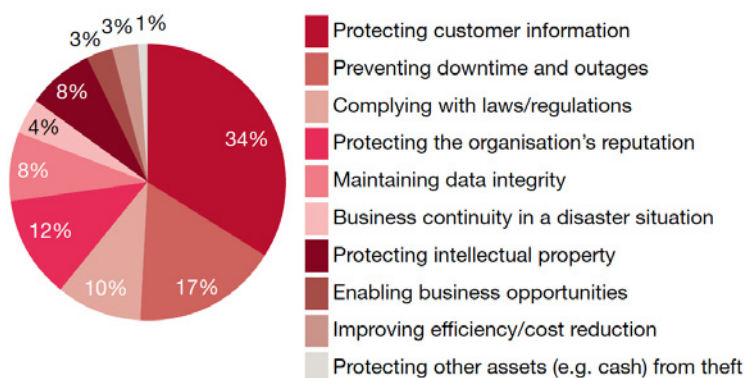 3% 3% 1%
8%
4%
8%
12%
10%
17%
34%
Protecting customer information
Preventing downtime and outages
Complying with laws/regulations
Protecting the organisation's reputation
Maintaining data integrity
Business continuity in a disaster situation
Protecting intellectual property
Enabling business opportunities
Improving efficiency/cost reduction
Protecting other assets (e.g. cash) from theft